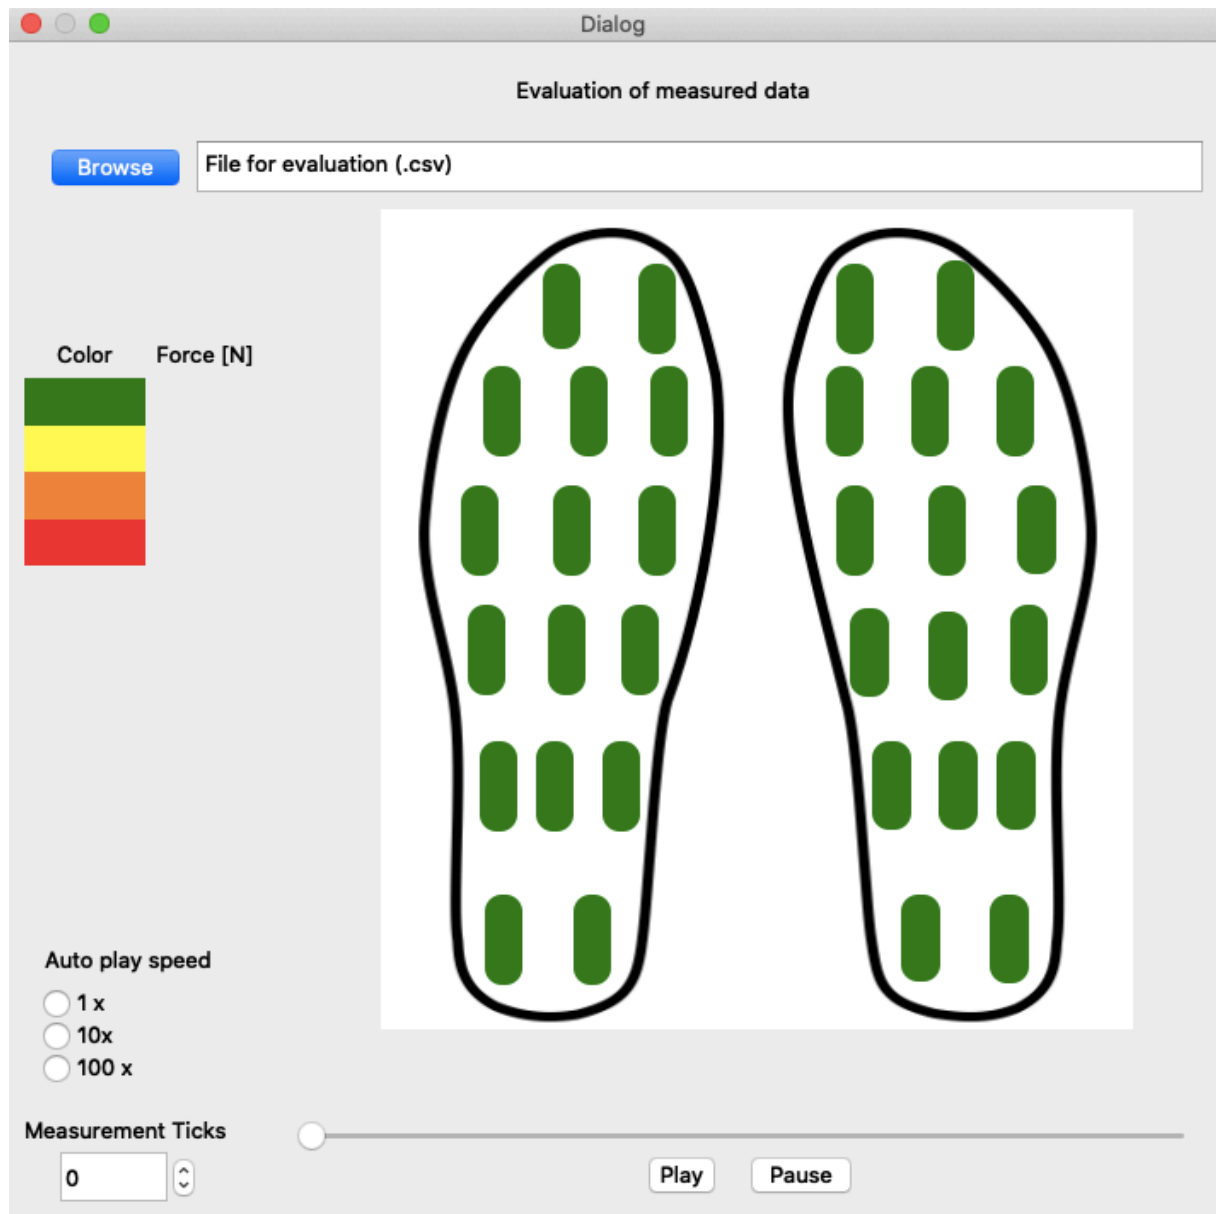 Dialog
Evaluation of measured data
Browse
File for evaluation (.csv)
Color Force [N]
Auto play speed
1 x
10x
100 x
Measurement Ticks
0
Play Pause